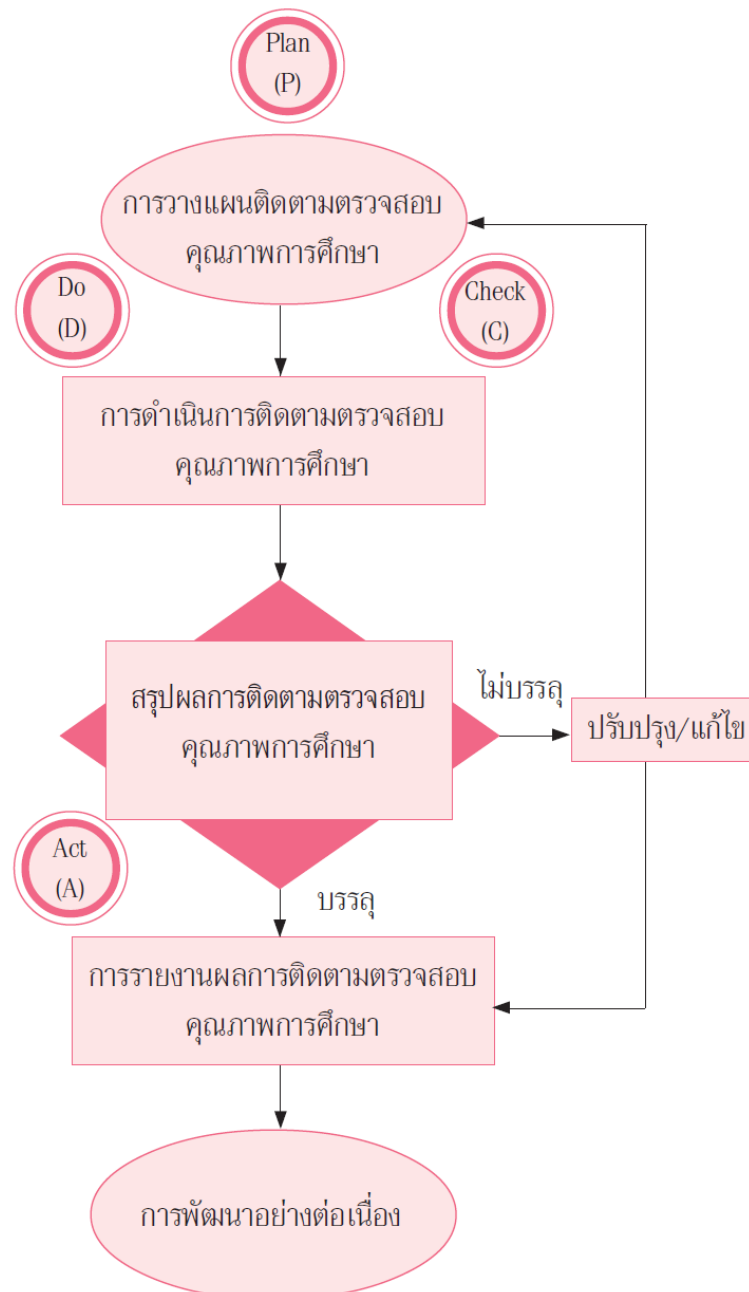 Plan
(P)
การวางแผนติดตามตรวจสอบ
คุณภาพการศึกษา
Do
(D)
Check
(C)
การดำเนินการติดตามตรวจสอบ
คุณภาพการศึกษา
สรุปผลการติดตามตรวจสอบ
คุณภาพการศึกษา
ไม่บรรลุ
ปรับปรุง/แก้ไข
Act
(A)
บรรลุ
การรายงานผลการติดตามตรวจสอบ
คุณภาพการศึกษา
การพัฒนาอย่างต่อเนื่อง